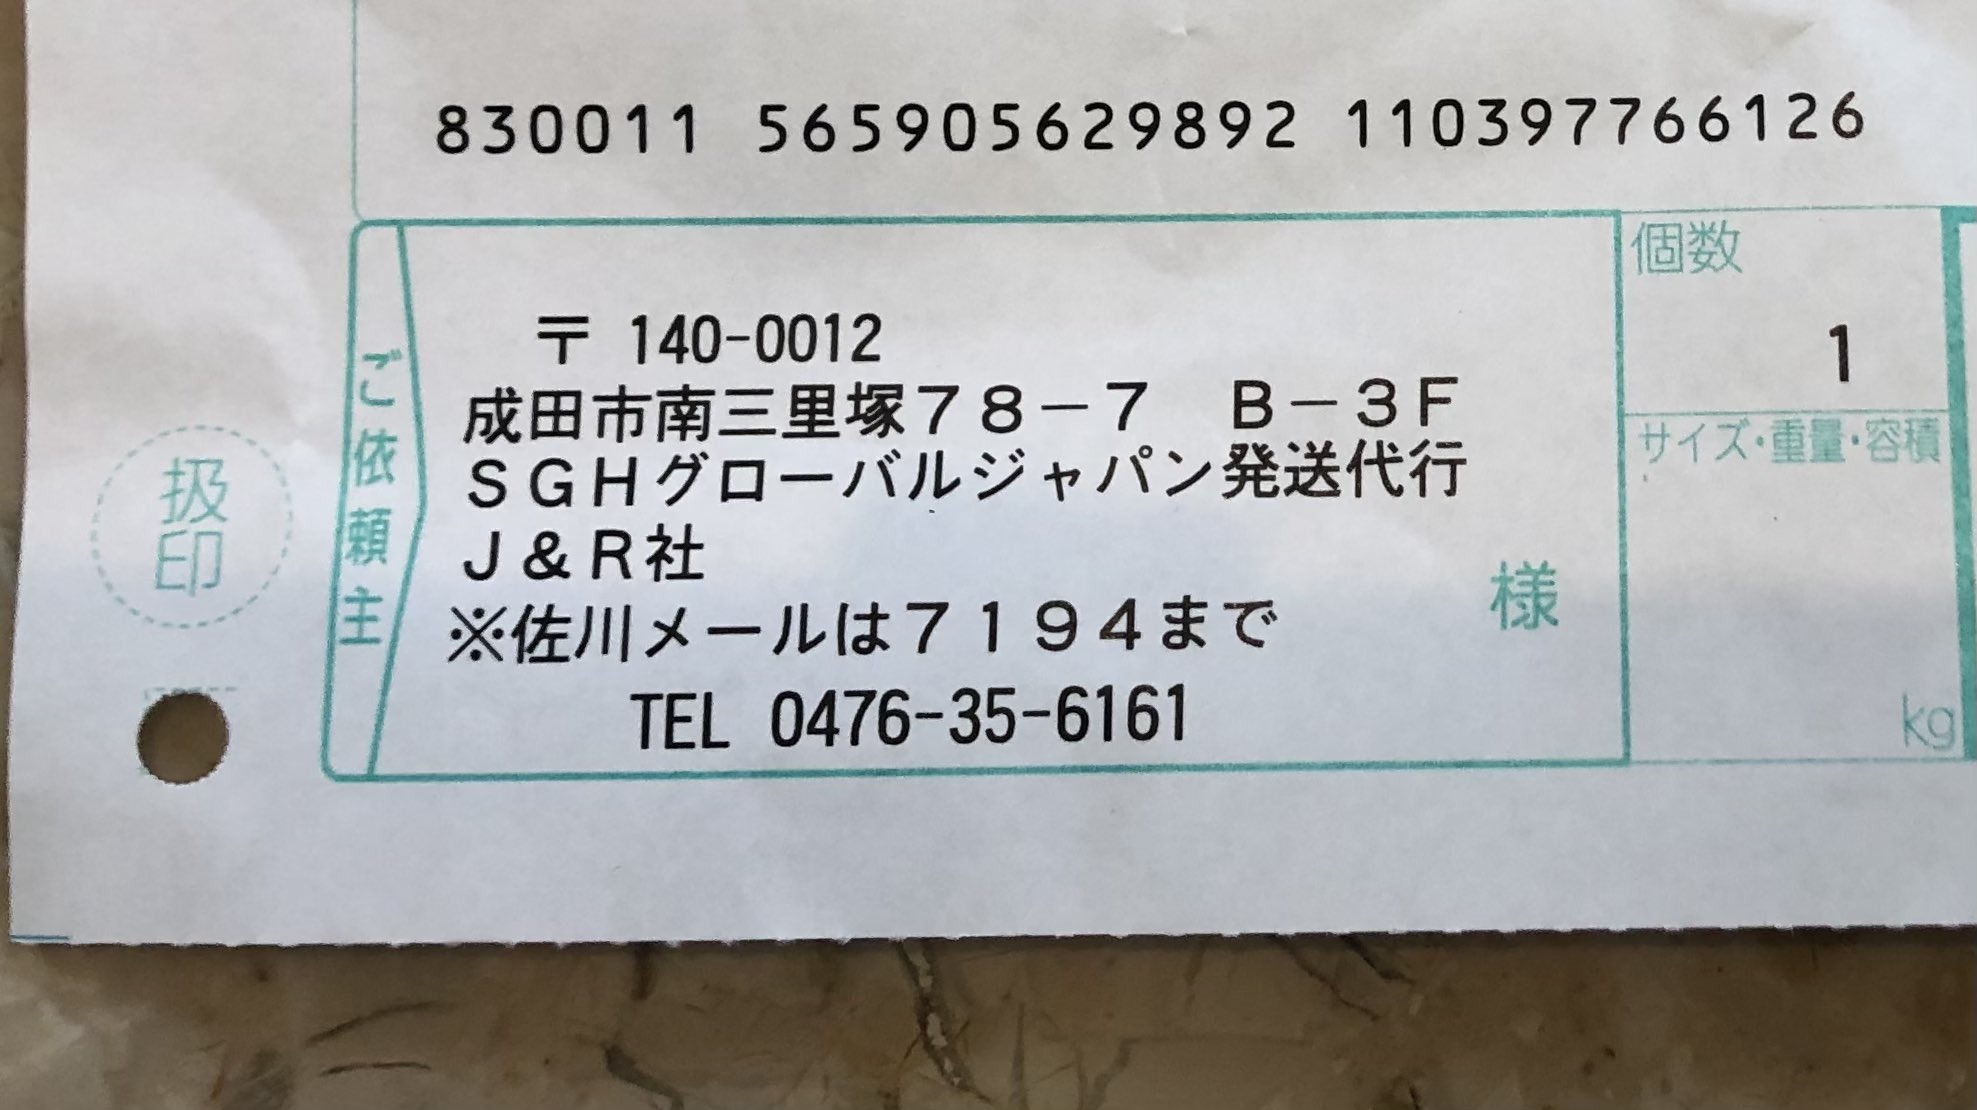 830011 565905629892 110397766126
個数
1
〒 140-0012
成田市南三里塚７８－７　Ｂ－３Ｆ
ＳＧＨグローバルジャパン発送代行
Ｊ＆Ｒ社
※佐川メールは７１９４まで
TEL 0476-35-6161
ご依頼主
様
サイズ・重量・容積
kg
扱印